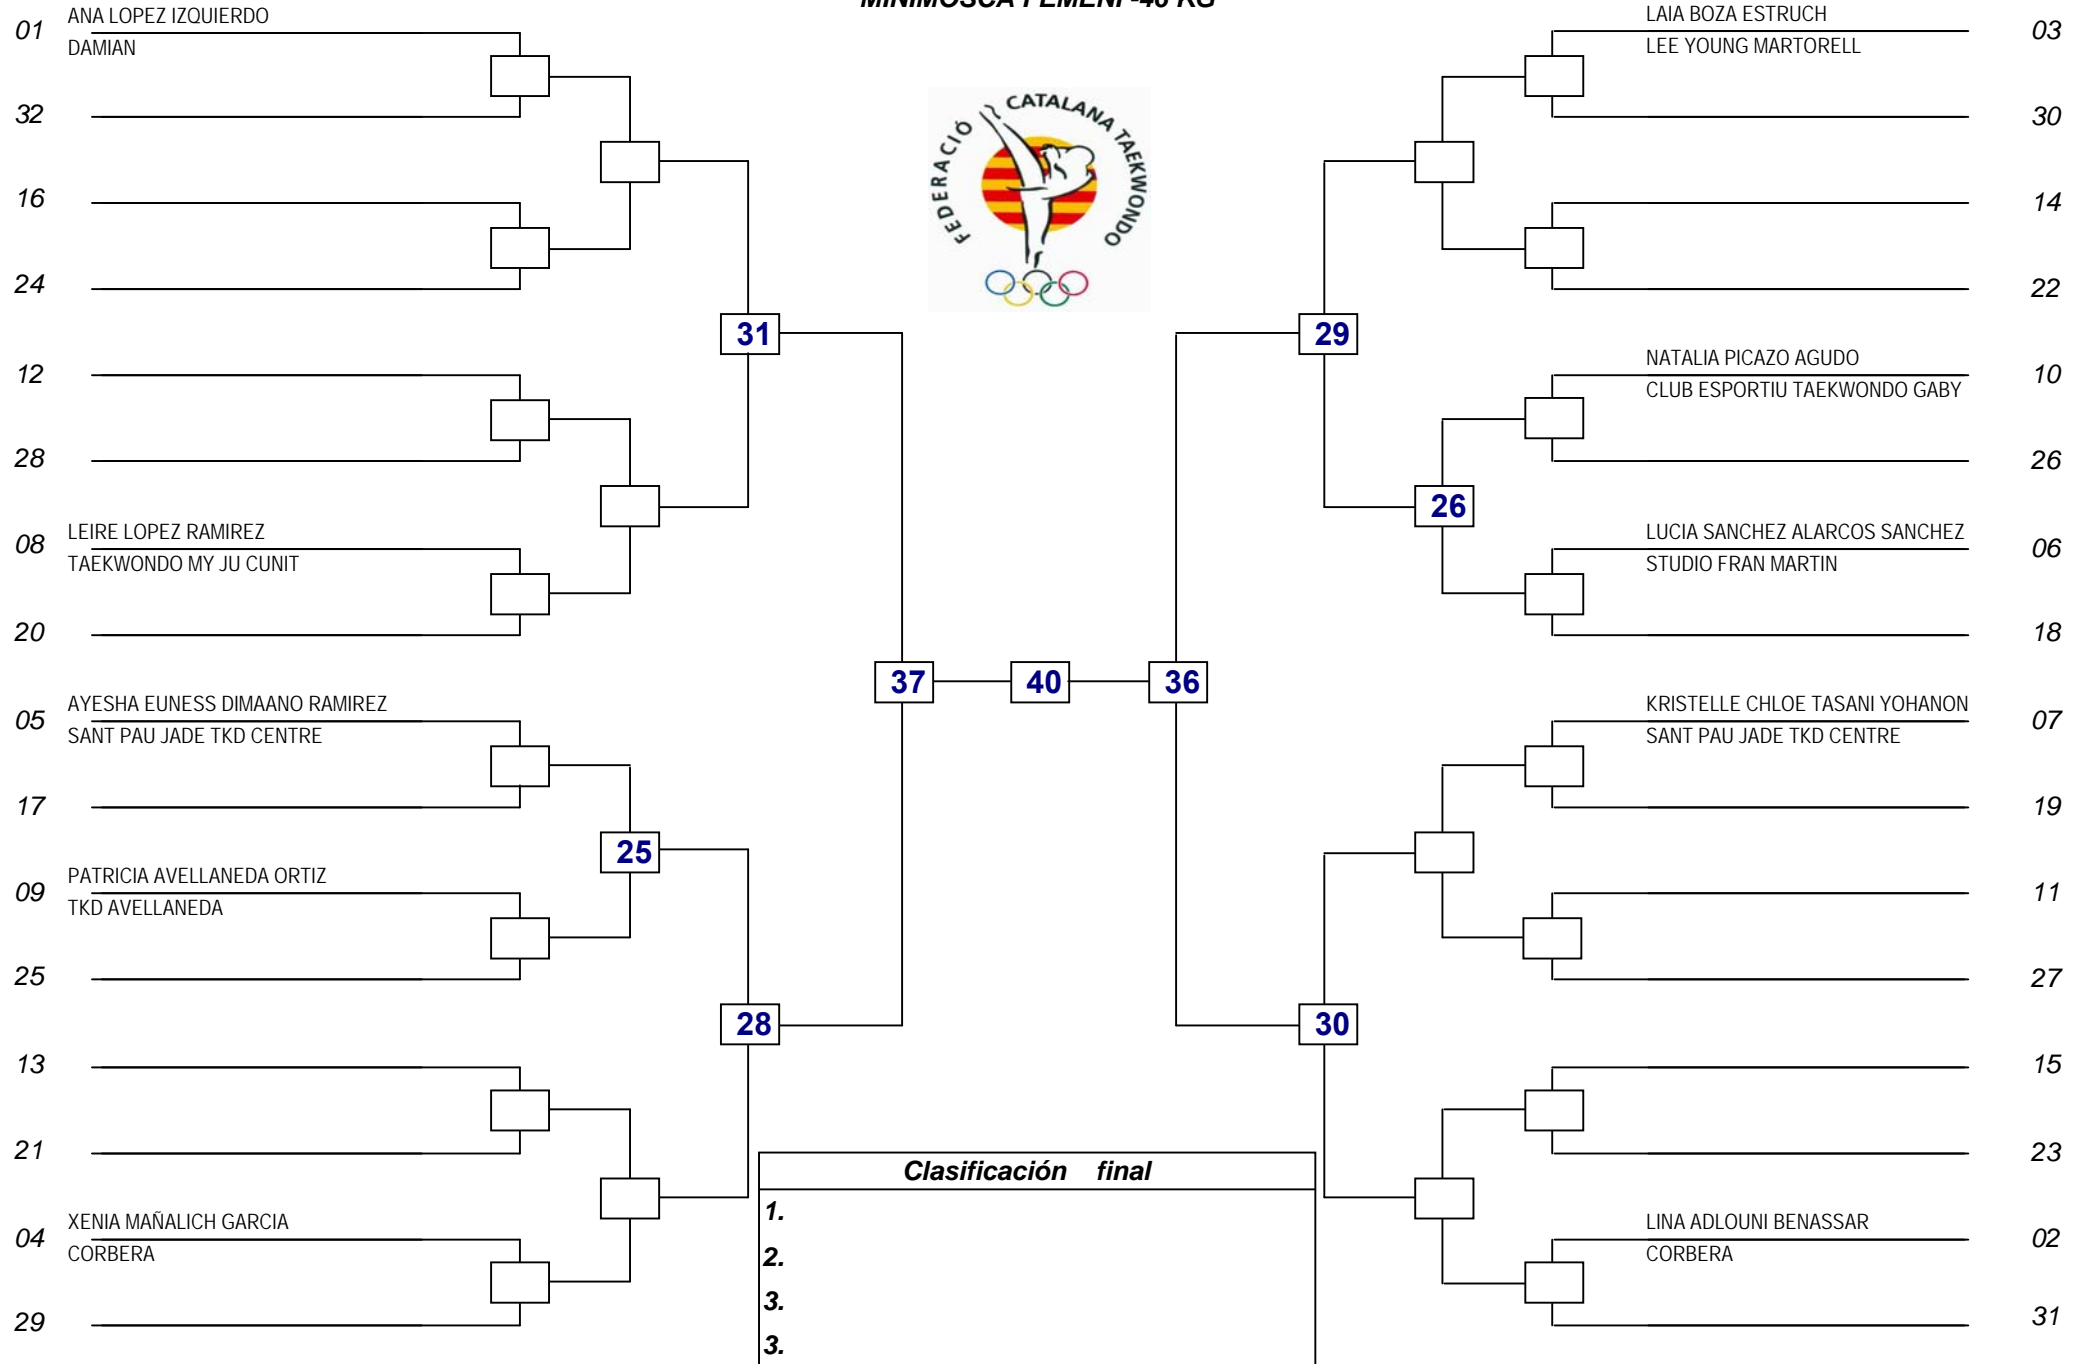 MINIMOSCA FEMENI -46 KG
01
ANA LOPEZ IZQUIERDO
DAMIAN
32
16
24
12
28
08
LEIRE LOPEZ RAMIREZ
TAEKWONDO MY JU CUNIT
20
05
AYESHA EUNESS DIMAANO RAMIREZ
SANT PAU JADE TKD CENTRE
17
09
PATRICIA AVELLANEDA ORTIZ
TKD AVELLANEDA
25
13
21
04
XENIA MAÑALICH GARCIA
CORBERA
29
25
31
28
37
40
36
FEDERACIÓ CATALANA TAEKWONDO
29
30
26
LAIA BOZA ESTRUCH
LEE YOUNG MARTORELL
03
30
14
22
NATALIA PICAZO AGUDO
CLUB ESPORTIU TAEKWONDO GABY
10
26
LUCIA SANCHEZ ALARCOS SANCHEZ
STUDIO FRAN MARTIN
06
18
KRISTELLE CHLOE TASANI YOHANON
SANT PAU JADE TKD CENTRE
07
19
11
27
15
23
LINA ADLOUNI BENASSAR
CORBERA
02
31
Clasificación final
1.
2.
3.
3.